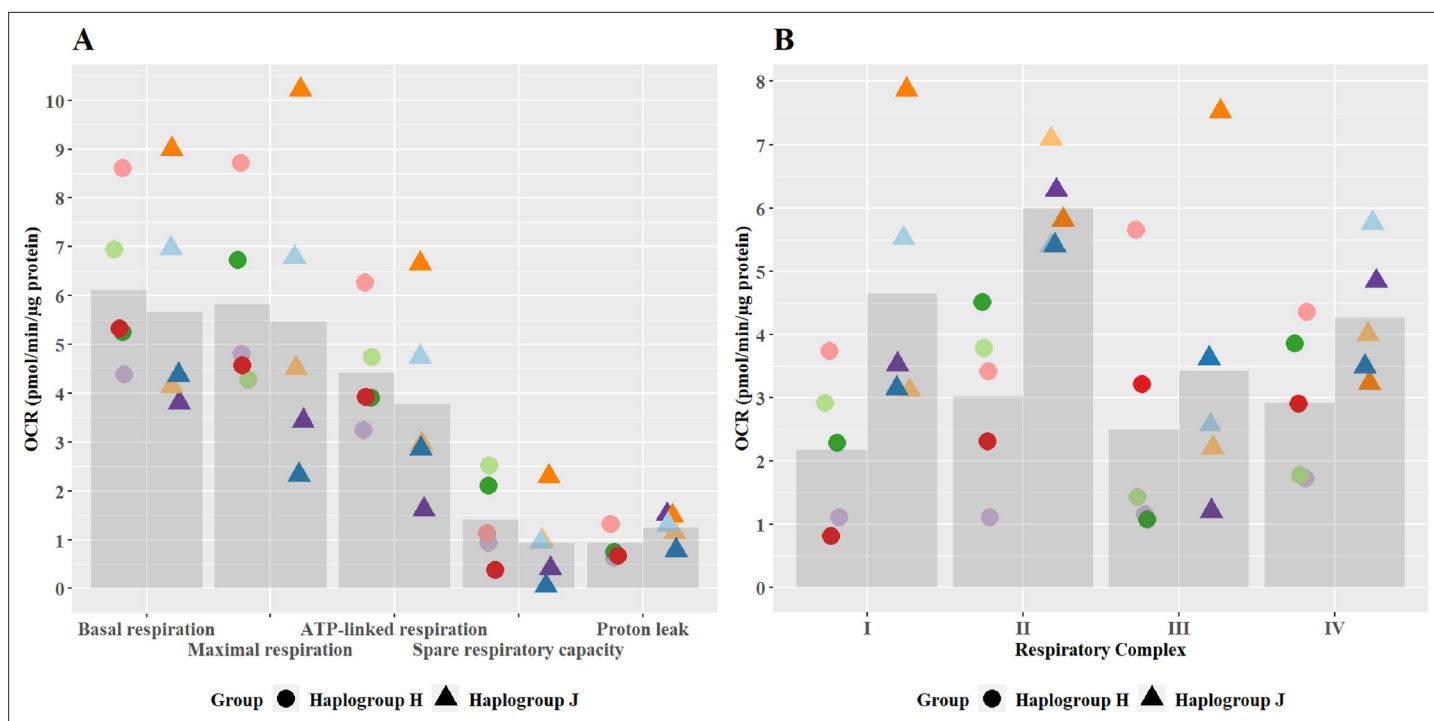 A
OCR (pmol/min/µg protein)
10
9
8
7
6
5
4
3
2
1
0
Basal respiration
Maximal respiration
ATP-linked respiration
Spare respiratory capacity
Proton leak
Group Haplogroup H Haplogroup J
B
OCR (pmol/min/µg protein)
8
7
6
5
4
3
2
1
0
I II III IV
Respiratory Complex
Group Haplogroup H Haplogroup J